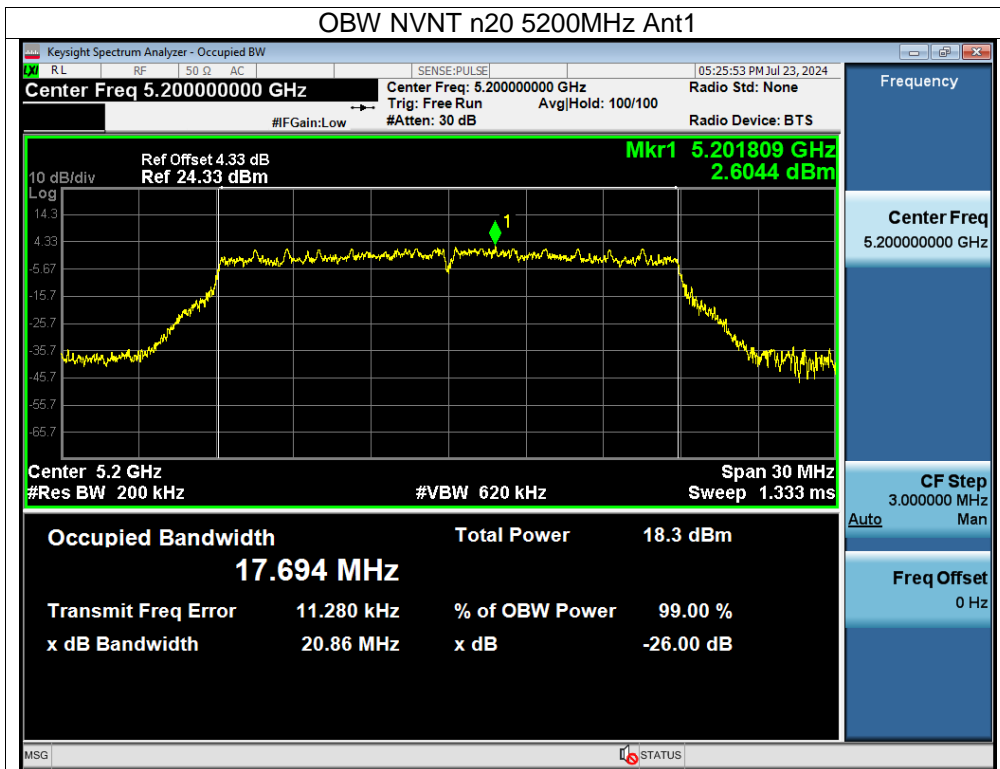 OBW NVNT n20 5200MHz Ant1
Keysight Spectrum Analyzer - Occupied BW
LXI RL RF 50 Ω AC SENSE:PULSE 05:25:53 PM Jul 23, 2024
Center Freq 5.200000000 GHz
#IFGain:Low
Center Freq: 5.200000000 GHz
Trig: Free Run Avg|Hold: 100/100
#Atten: 30 dB
Radio Std: None
Radio Device: BTS
Ref Offset 4.33 dB
10 dB/div Ref 24.33 dBm
Mkr1 5.201809 GHz
2.6044 dBm
Log
14.3
4.33
-5.67
-15.7
-25.7
-35.7
-45.7
-55.7
-65.7
1
Center 5.2 GHz Span 30 MHz
#Res BW 200 kHz #VBW 620 kHz Sweep 1.333 ms
Occupied Bandwidth Total Power 18.3 dBm
17.694 MHz
Transmit Freq Error 11.280 kHz % of OBW Power 99.00 %
x dB Bandwidth 20.86 MHz x dB -26.00 dB
Frequency
Center Freq
5.200000000 GHz
CF Step
3.000000 MHz
Auto Man
Freq Offset
0 Hz
MSG STATUS